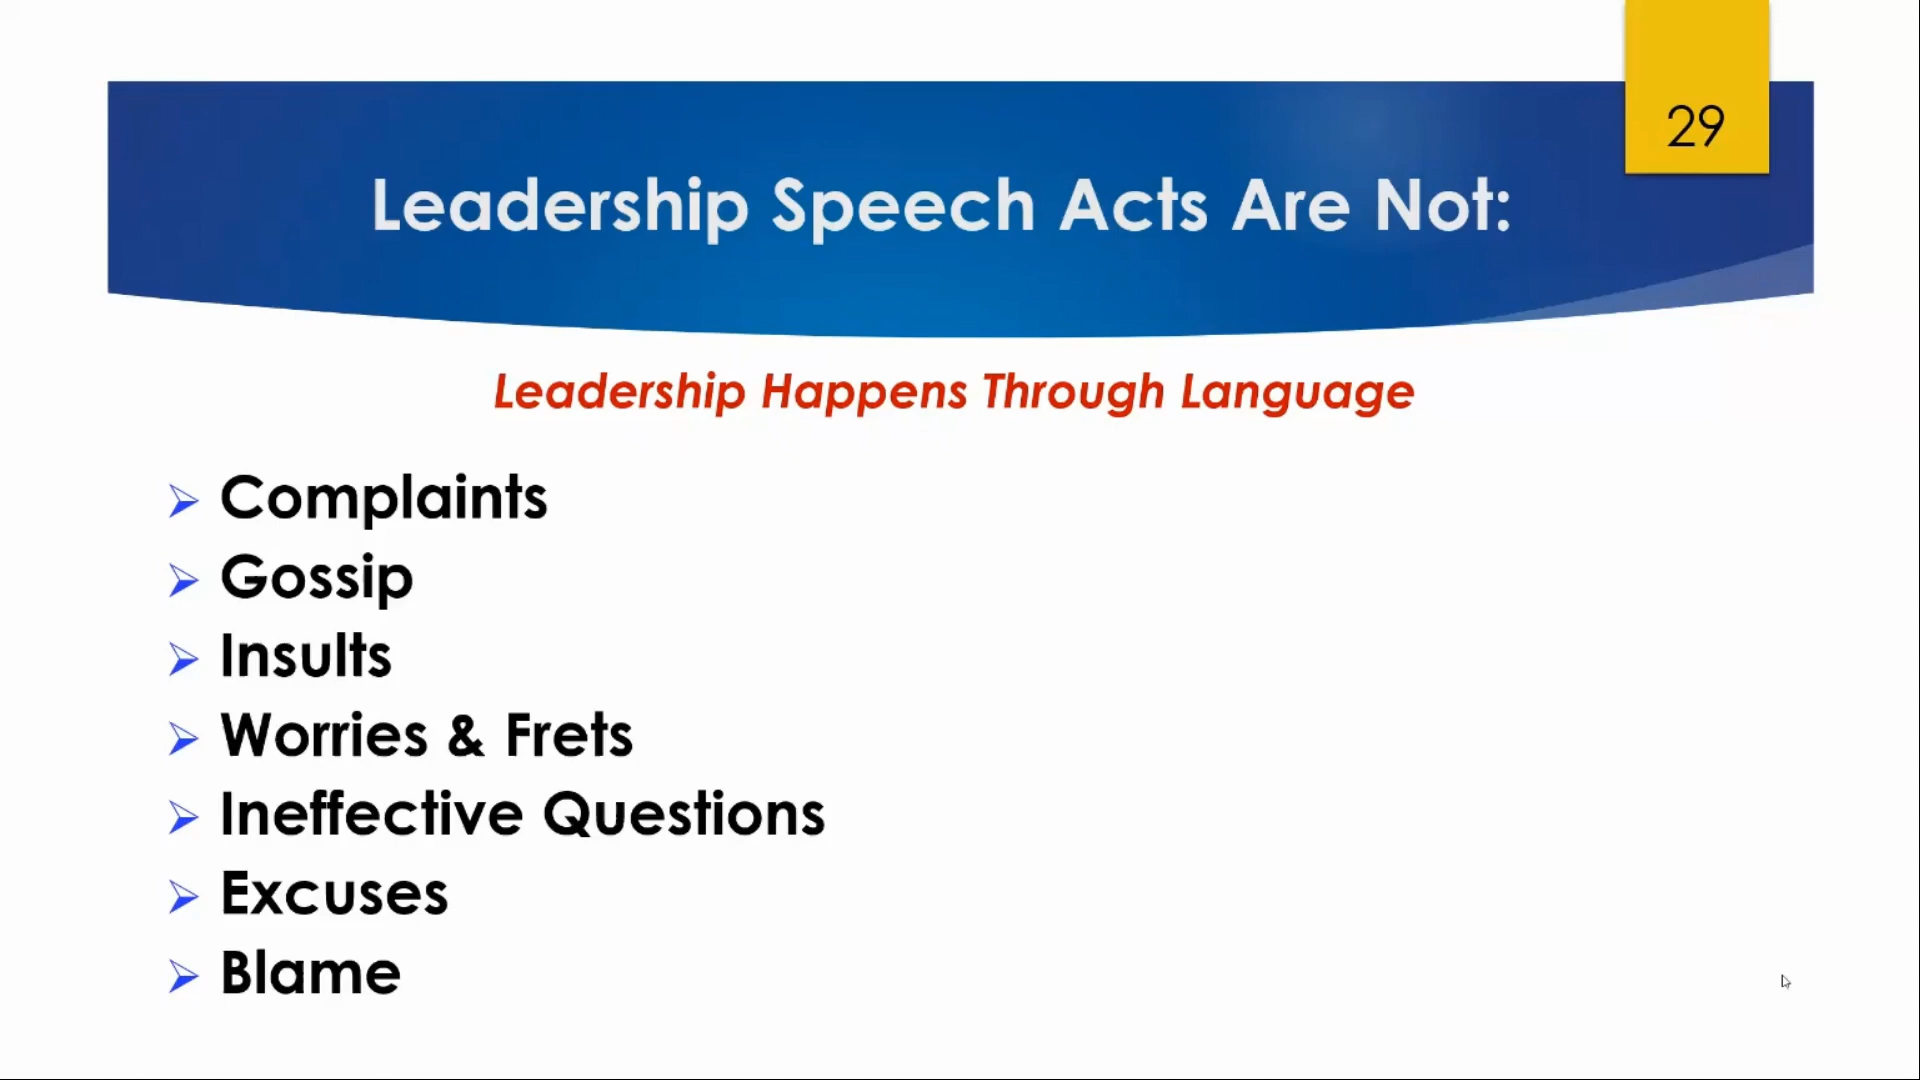 29
Leadership Speech Acts Are Not:
Leadership Happens Through Language
Complaints
Gossip
Insults
Worries & Frets
Ineffective Questions
Excuses
Blame